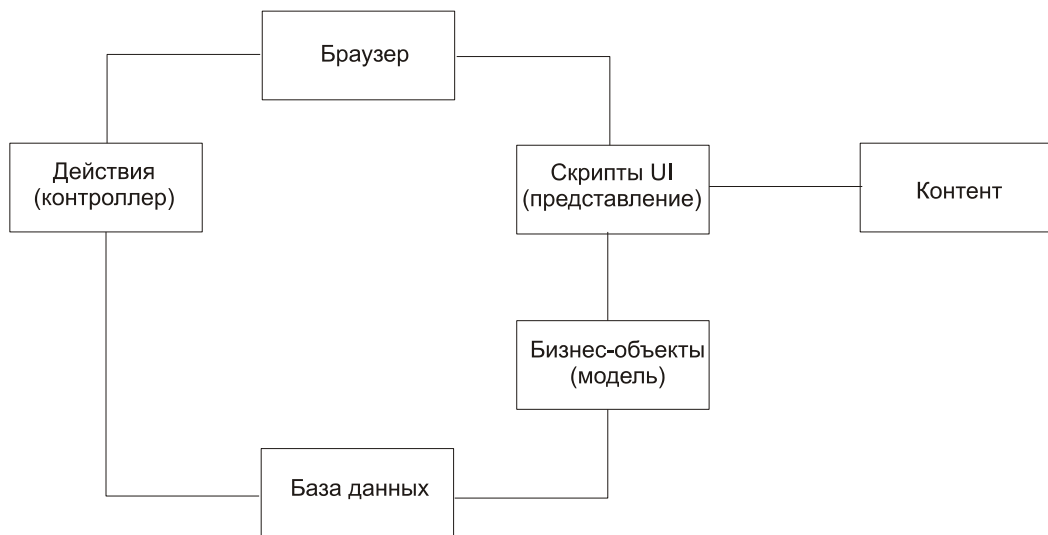 Браузер
Действия
(контроллер)
Скрипты UI
(представление)
Контент
Бизнес-объекты
(модель)
База данных